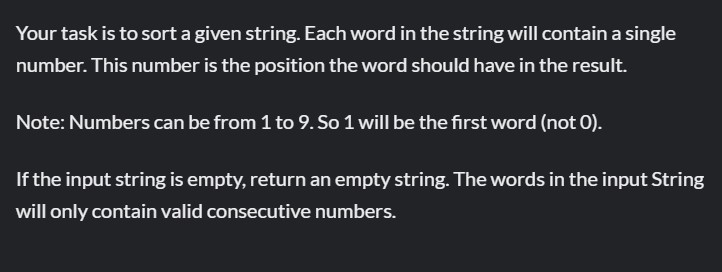 Your task is to sort a given string. Each word in the string will contain a single
number. This number is the position the word should have in the result.
Note: Numbers can be from 1 to 9. So 1 will be the first word (not 0).
If the input string is empty, return an empty string. The words in the input String
will only contain valid consecutive numbers.